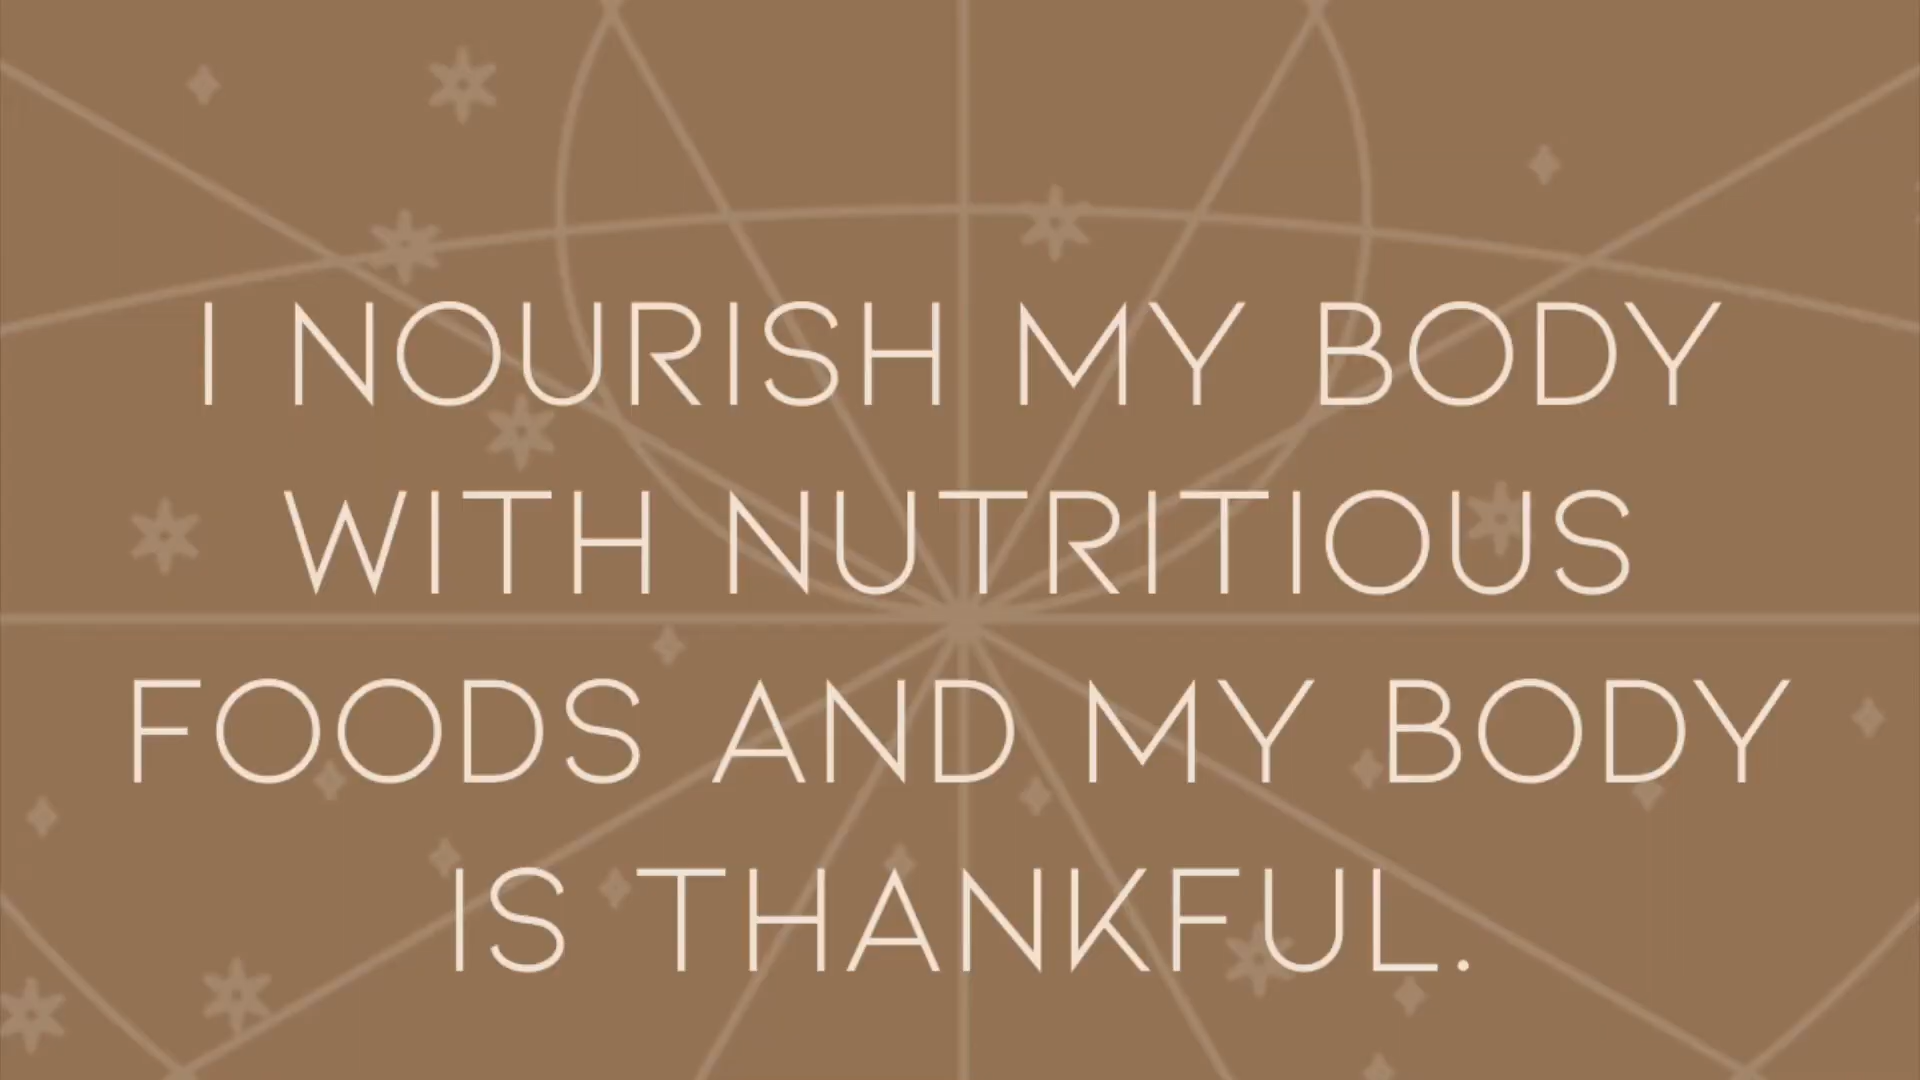 I NOURISH MY BODY
WITH NUTRITIOUS
FOODS AND MY BODY
IS THANKFUL.